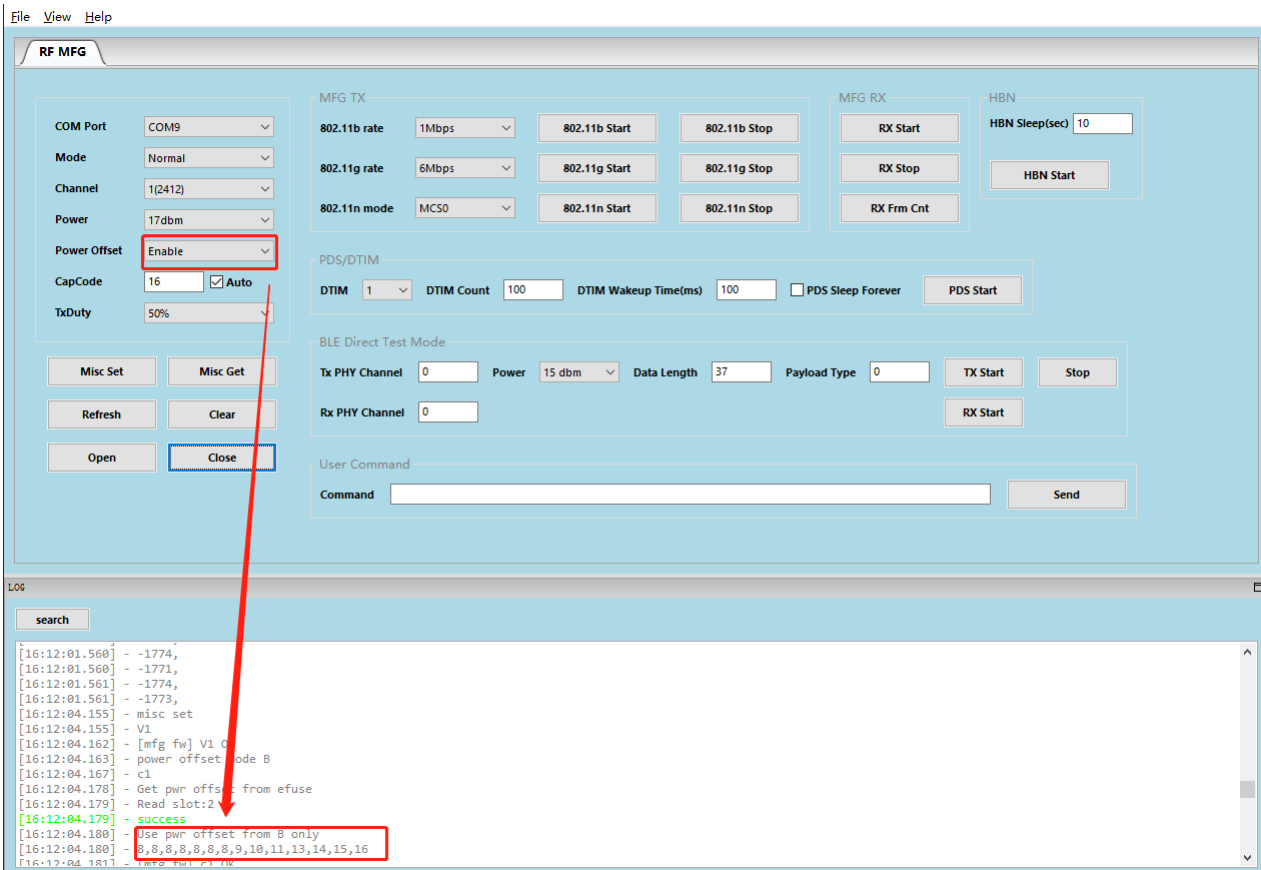 File View Help
RF MFG
COM Port COM9
Mode Normal
Channel 1(2412)
Power 17dbm
Power Offset Enable
CapCode 16 Auto
TxDuty 50%
Misc Set Misc Get
Refresh Clear
Open Close
MFG TX
802.11b rate 1Mbps 802.11b Start 802.11b Stop
802.11g rate 6Mbps 802.11g Start 802.11g Stop
802.11n mode MCS0 802.11n Start 802.11n Stop
MFG RX
RX Start
RX Stop
RX Frm Cnt
HBN
HBN Sleep(sec) 10
HBN Start
PDS/DTIM
DTIM 1 DTIM Count 100 DTIM Wakeup Time(ms) 100 PDS Sleep Forever PDS Start
BLE Direct Test Mode
Tx PHY Channel 0 Power 15 dbm Data Length 37 Payload Type 0 TX Start Stop
Rx PHY Channel 0 RX Start
User Command
Command Send
LOG
search
[16:12:01.560] - -1774,
[16:12:01.560] - -1771,
[16:12:01.561] - -1774,
[16:12:01.561] - -1773,
[16:12:04.155] - misc set
[16:12:04.155] - V1
[16:12:04.162] - [mfg fw] V1
[16:12:04.163] - power offset B
[16:12:04.167] - c1
[16:12:04.178] - Get pwr offset from efuse
[16:12:04.179] - Read slot:2
[16:12:04.179] - success
[16:12:04.180] - Use pwr offset from B only
[16:12:04.180] - 8,8,8,8,8,8,8,9,10,11,13,14,15,16
[16:12:04.181] - [mfg fw] c1 OK